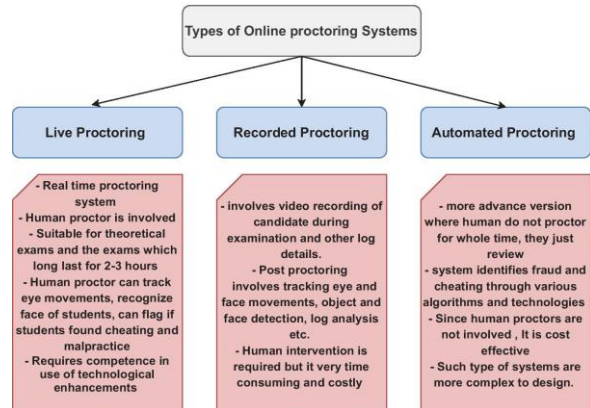 Types of Online proctoring Systems
Live Proctoring
- Real time proctoring
system
- Human proctor is involved
- Suitable for theoretical
exams and the exams which
long last for 2-3 hours
- Human proctor can track
eye movements, recognize
face of students, can flag if
students found cheating and
malpractice
- Requires competence in
use of technological
enhancements
Recorded Proctoring
- involves video recording of
candidate during
examination and other log
details.
- Post proctoring
involves tracking eye and
face movements, object and
face detection, log analysis
etc.
- Human intervention is
required but it very time
consuming and costly
Automated Proctoring
- more advance version
where human do not proctor
for whole time, they just
review
- system identifies fraud and
cheating through various
algorithms and technologies
- Since human proctors are
not involved , It is cost
effective
- Such type of systems are
more complex to design.